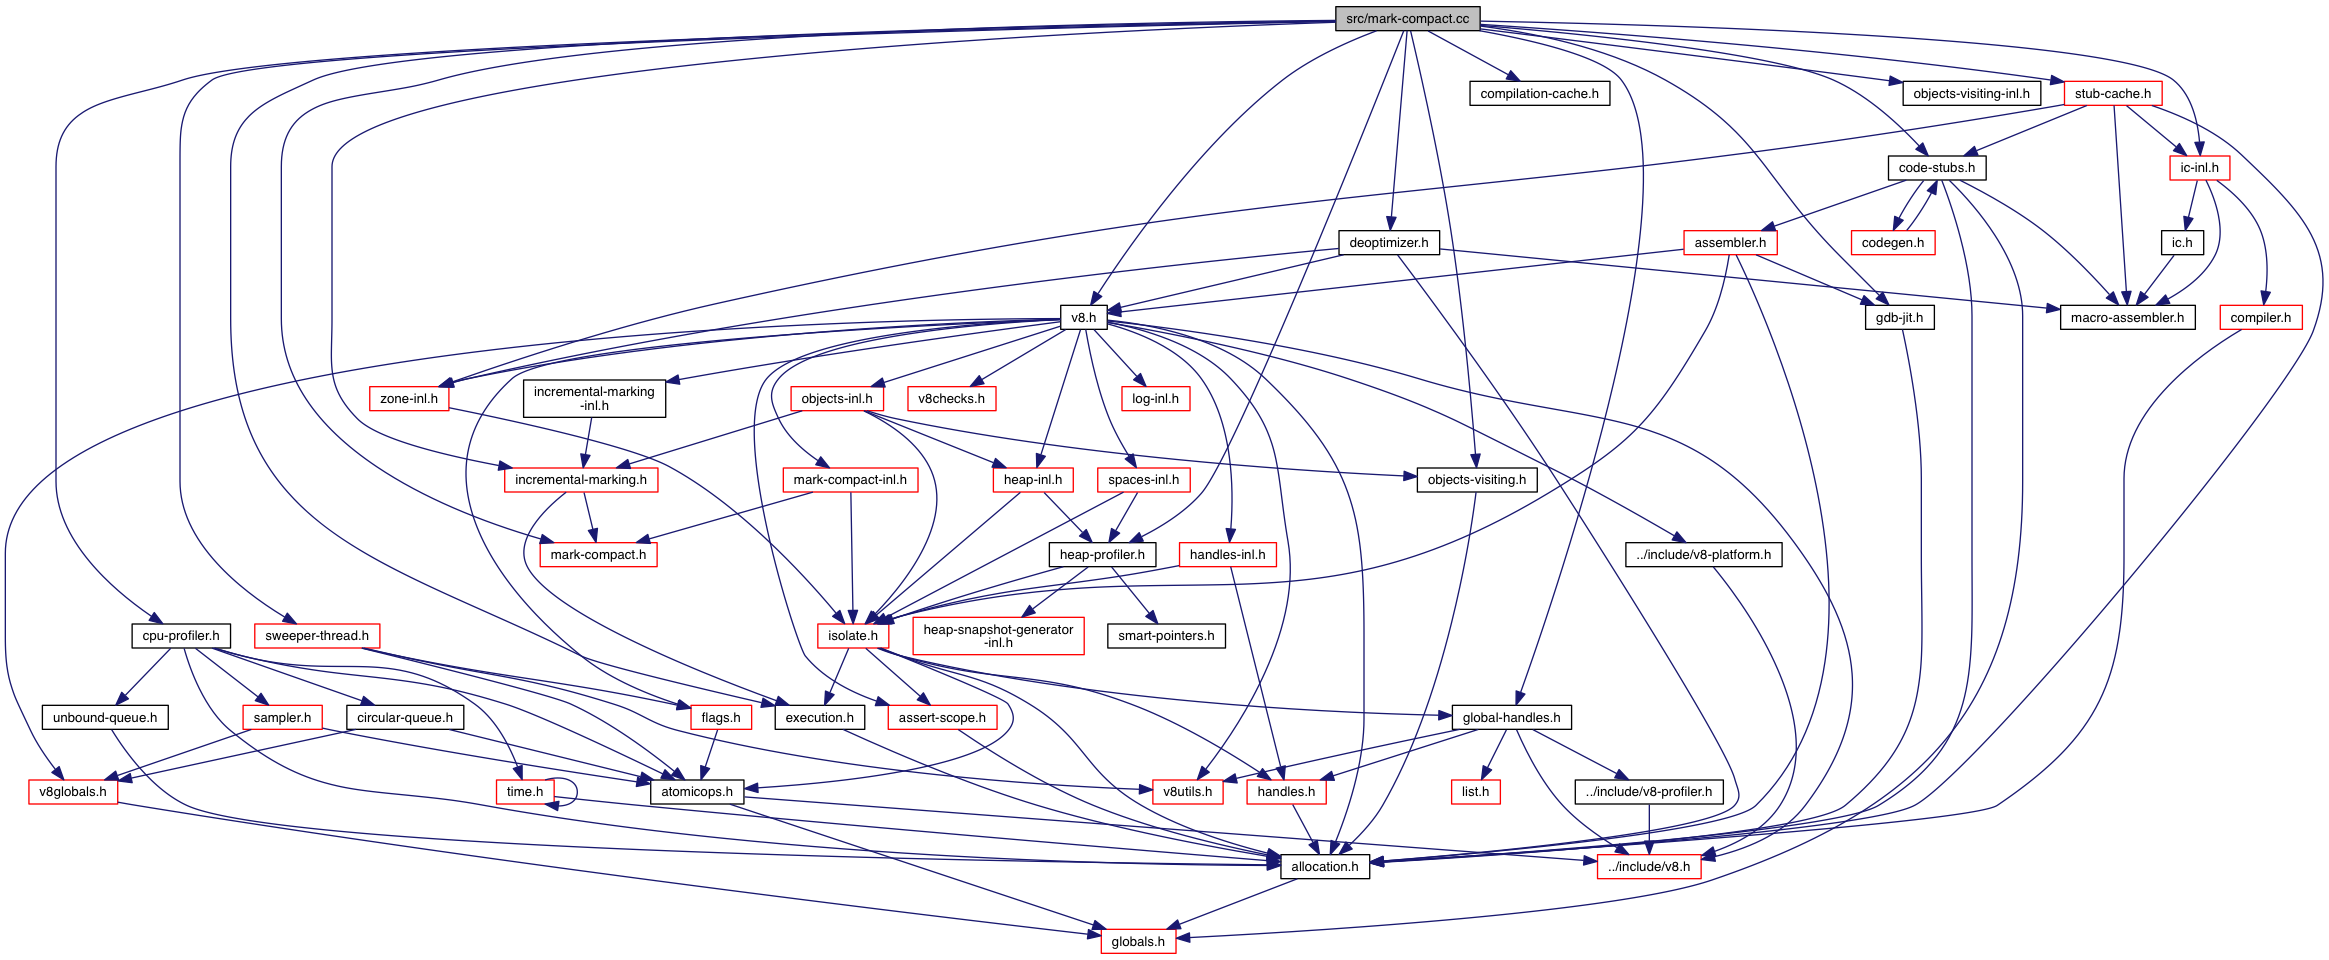 src/mark-compact.cc
compilation-cache.h
objects-visiting-inl.h
stub-cache.h
code-stubs.h
ic-inl.h
deoptimizer.h
assembler.h
codegen.h
ic.h
v8.h
gdb-jit.h
macro-assembler.h
compiler.h
zone-inl.h
incremental-marking
-inl.h
objects-inl.h
v8checks.h
log-inl.h
incremental-marking.h
mark-compact-inl.h
heap-inl.h
spaces-inl.h
objects-visiting.h
mark-compact.h
heap-profiler.h
handles-inl.h
../include/v8-platform.h
cpu-profiler.h
sweeper-thread.h
isolate.h
heap-snapshot-generator
-inl.h
smart-pointers.h
unbound-queue.h
sampler.h
circular-queue.h
flags.h
execution.h
assert-scope.h
global-handles.h
v8globals.h
time.h
atomicops.h
v8utils.h
handles.h
list.h
../include/v8-profiler.h
allocation.h
../include/v8.h
globals.h